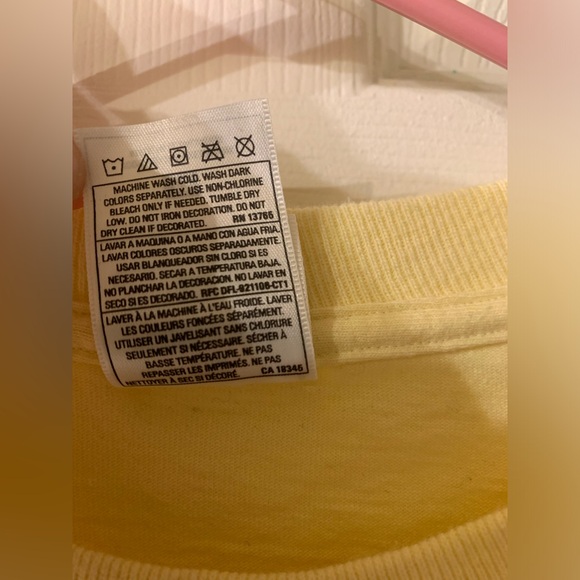 MACHINE WASH COLD. WASH DARK
COLORS SEPARATELY. USE NON-CHLORINE
BLEACH ONLY IF NEEDED. TUMBLE DRY
LOW. DO NOT IRON DECORATION. DO NOT
DRY CLEAN IF DECORATED. RN 13765
LAVAR A MAQUINA O A MANO CON AGUA FRIA.
LAVAR COLORES OSCUROS SEPARADAMENTE.
USAR BLANQUEADOR SIN CLORO SI ES
NECESARIO. SECAR A TEMPERATURA BAJA.
NO PLANCHAR LA DECORACION. NO LAVAR EN
SECO SI ES DECORADO. RFC DFL-921106-CT1
LAVER À LA MACHINE À L'EAU FROIDE. LAVER
LES COULEURS FONCÉES SÉPARÉMENT.
UTILISER UN JAVELISANT SANS CHLORURE
SEULEMENT SI NÉCESSAIRE. SÉCHER À
BASSE TEMPÉRATURE. NE PAS
REPASSER LES IMPRIMÉS. NE PAS
NETTOYER À SEC SI DÉCORÉ. CA 18346